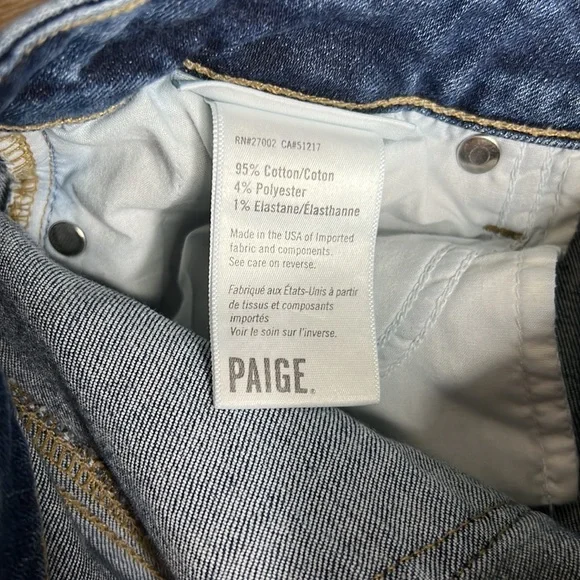 RN#27002 CA#51217
95% Cotton/Coton
4% Polyester
1% Elastane/Élasthanne
Made in the USA of Imported
fabric and components.
See care on reverse.
Fabriqué aux États-Unis à partir
de tissus et composants
importés
Voir le soin sur l'inverse.
PAIGE®